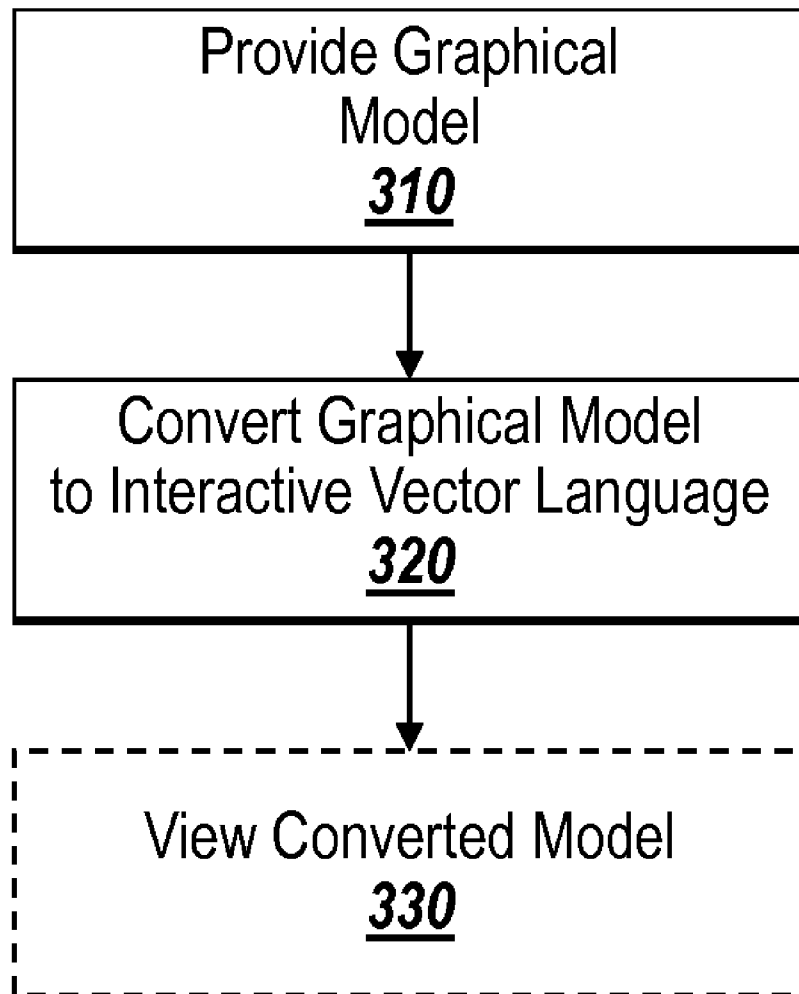 Provide Graphical
Model
310
Convert Graphical Model
to Interactive Vector Language
320
View Converted Model
330